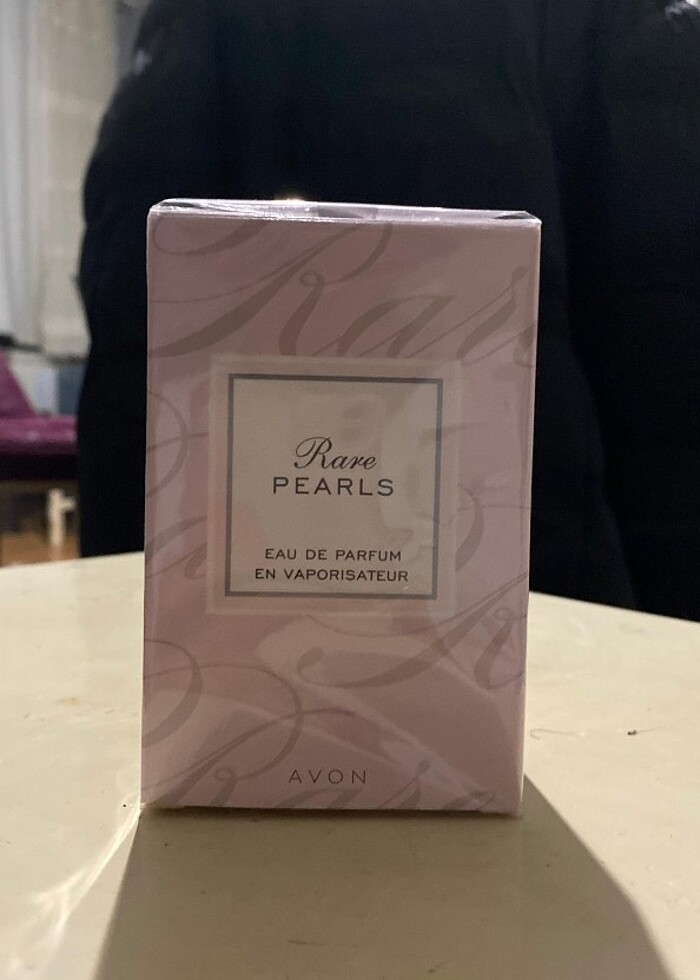 Rare
PEARLS
EAU DE PARFUM
EN VAPORISATEUR
AVON